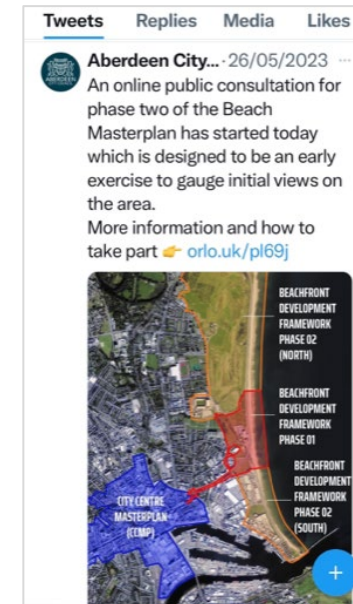 Tweets Replies Media Likes
Aberdeen City... · 26/05/2023 ...
An online public consultation for
phase two of the Beach
Masterplan has started today
which is designed to be an early
exercise to gauge initial views on
the area.
More information and how to
take part 👉 orlo.uk/pl69j
BEACHFRONT
DEVELOPMENT
FRAMEWORK
PHASE 02
(NORTH)
BEACHFRONT
DEVELOPMENT
FRAMEWORK
PHASE 01
BEACHFRONT
DEVELOPMENT
FRAMEWORK
PHASE 02
(SOUTH)
CITY CENTRE
MASTERPLAN
(CCMP)